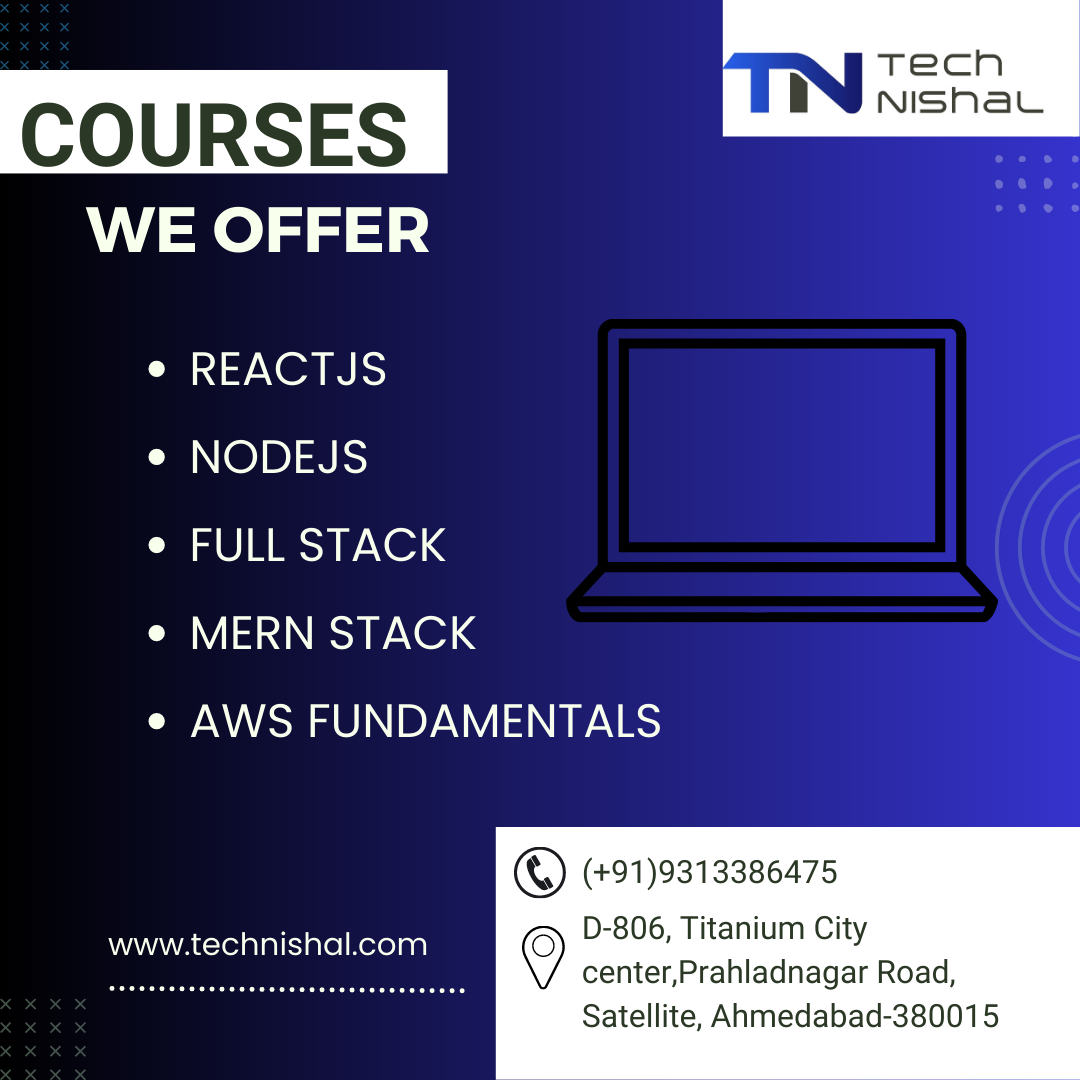 COURSES
TN Tech
NIShaL
WE OFFER
REACTJS
NODEJS
FULL STACK
MERN STACK
AWS FUNDAMENTALS
(+91)9313386475
D-806, Titanium City
center,Prahladnagar Road,
Satellite, Ahmedabad-380015
www.technishal.com